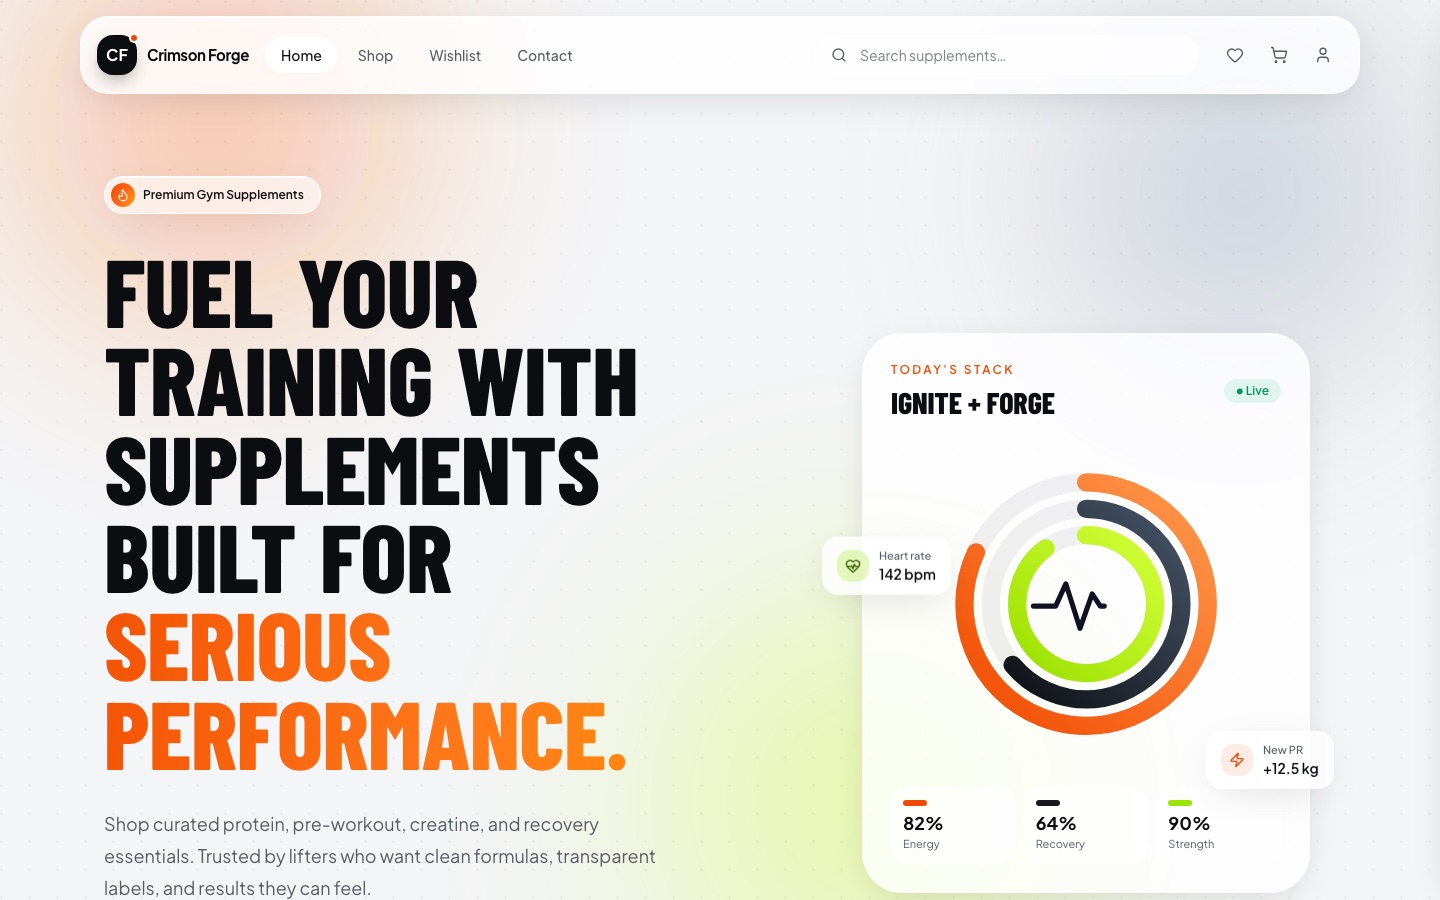 CF Crimson Forge Home Shop Wishlist Contact Search supplements...
Premium Gym Supplements
FUEL YOUR
TRAINING WITH
SUPPLEMENTS
BUILT FOR
SERIOUS
PERFORMANCE.
Shop curated protein, pre-workout, creatine, and recovery
essentials. Trusted by lifters who want clean formulas, transparent
labels, and results they can feel.
TODAY'S STACK
IGNITE + FORGE
Live
Heart rate
142 bpm
New PR
+12.5 kg
82%
Energy
64%
Recovery
90%
Strength